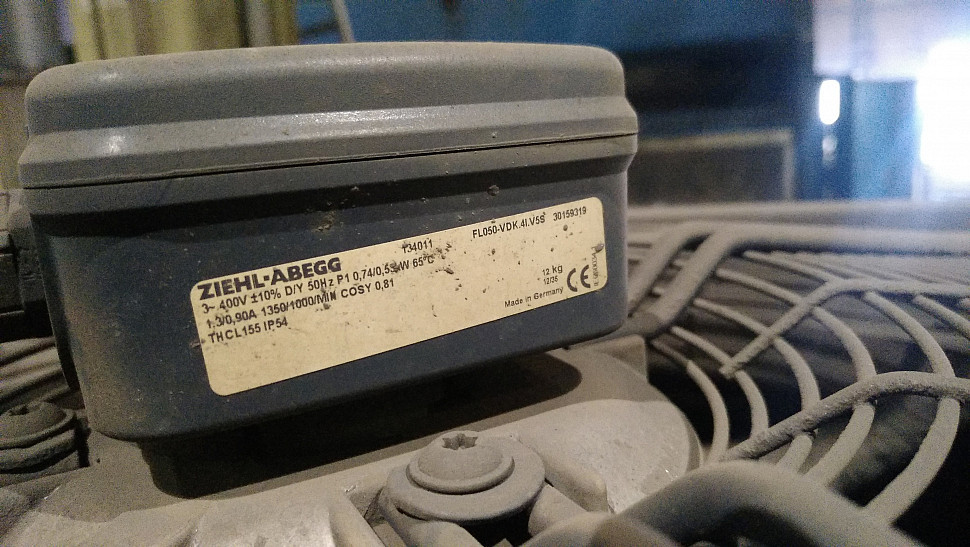 134011 FL050-VDK.4I.V5S 30159319
ZIEHL-ABEGG
3~ 400V ±10% D/Y 50Hz P1 0,74/0,53kW 65°C
1,3/0,90A 1350/1000/MIN COSY 0,81
THCL155 IP54
12 kg
12/35
Made in Germany CE